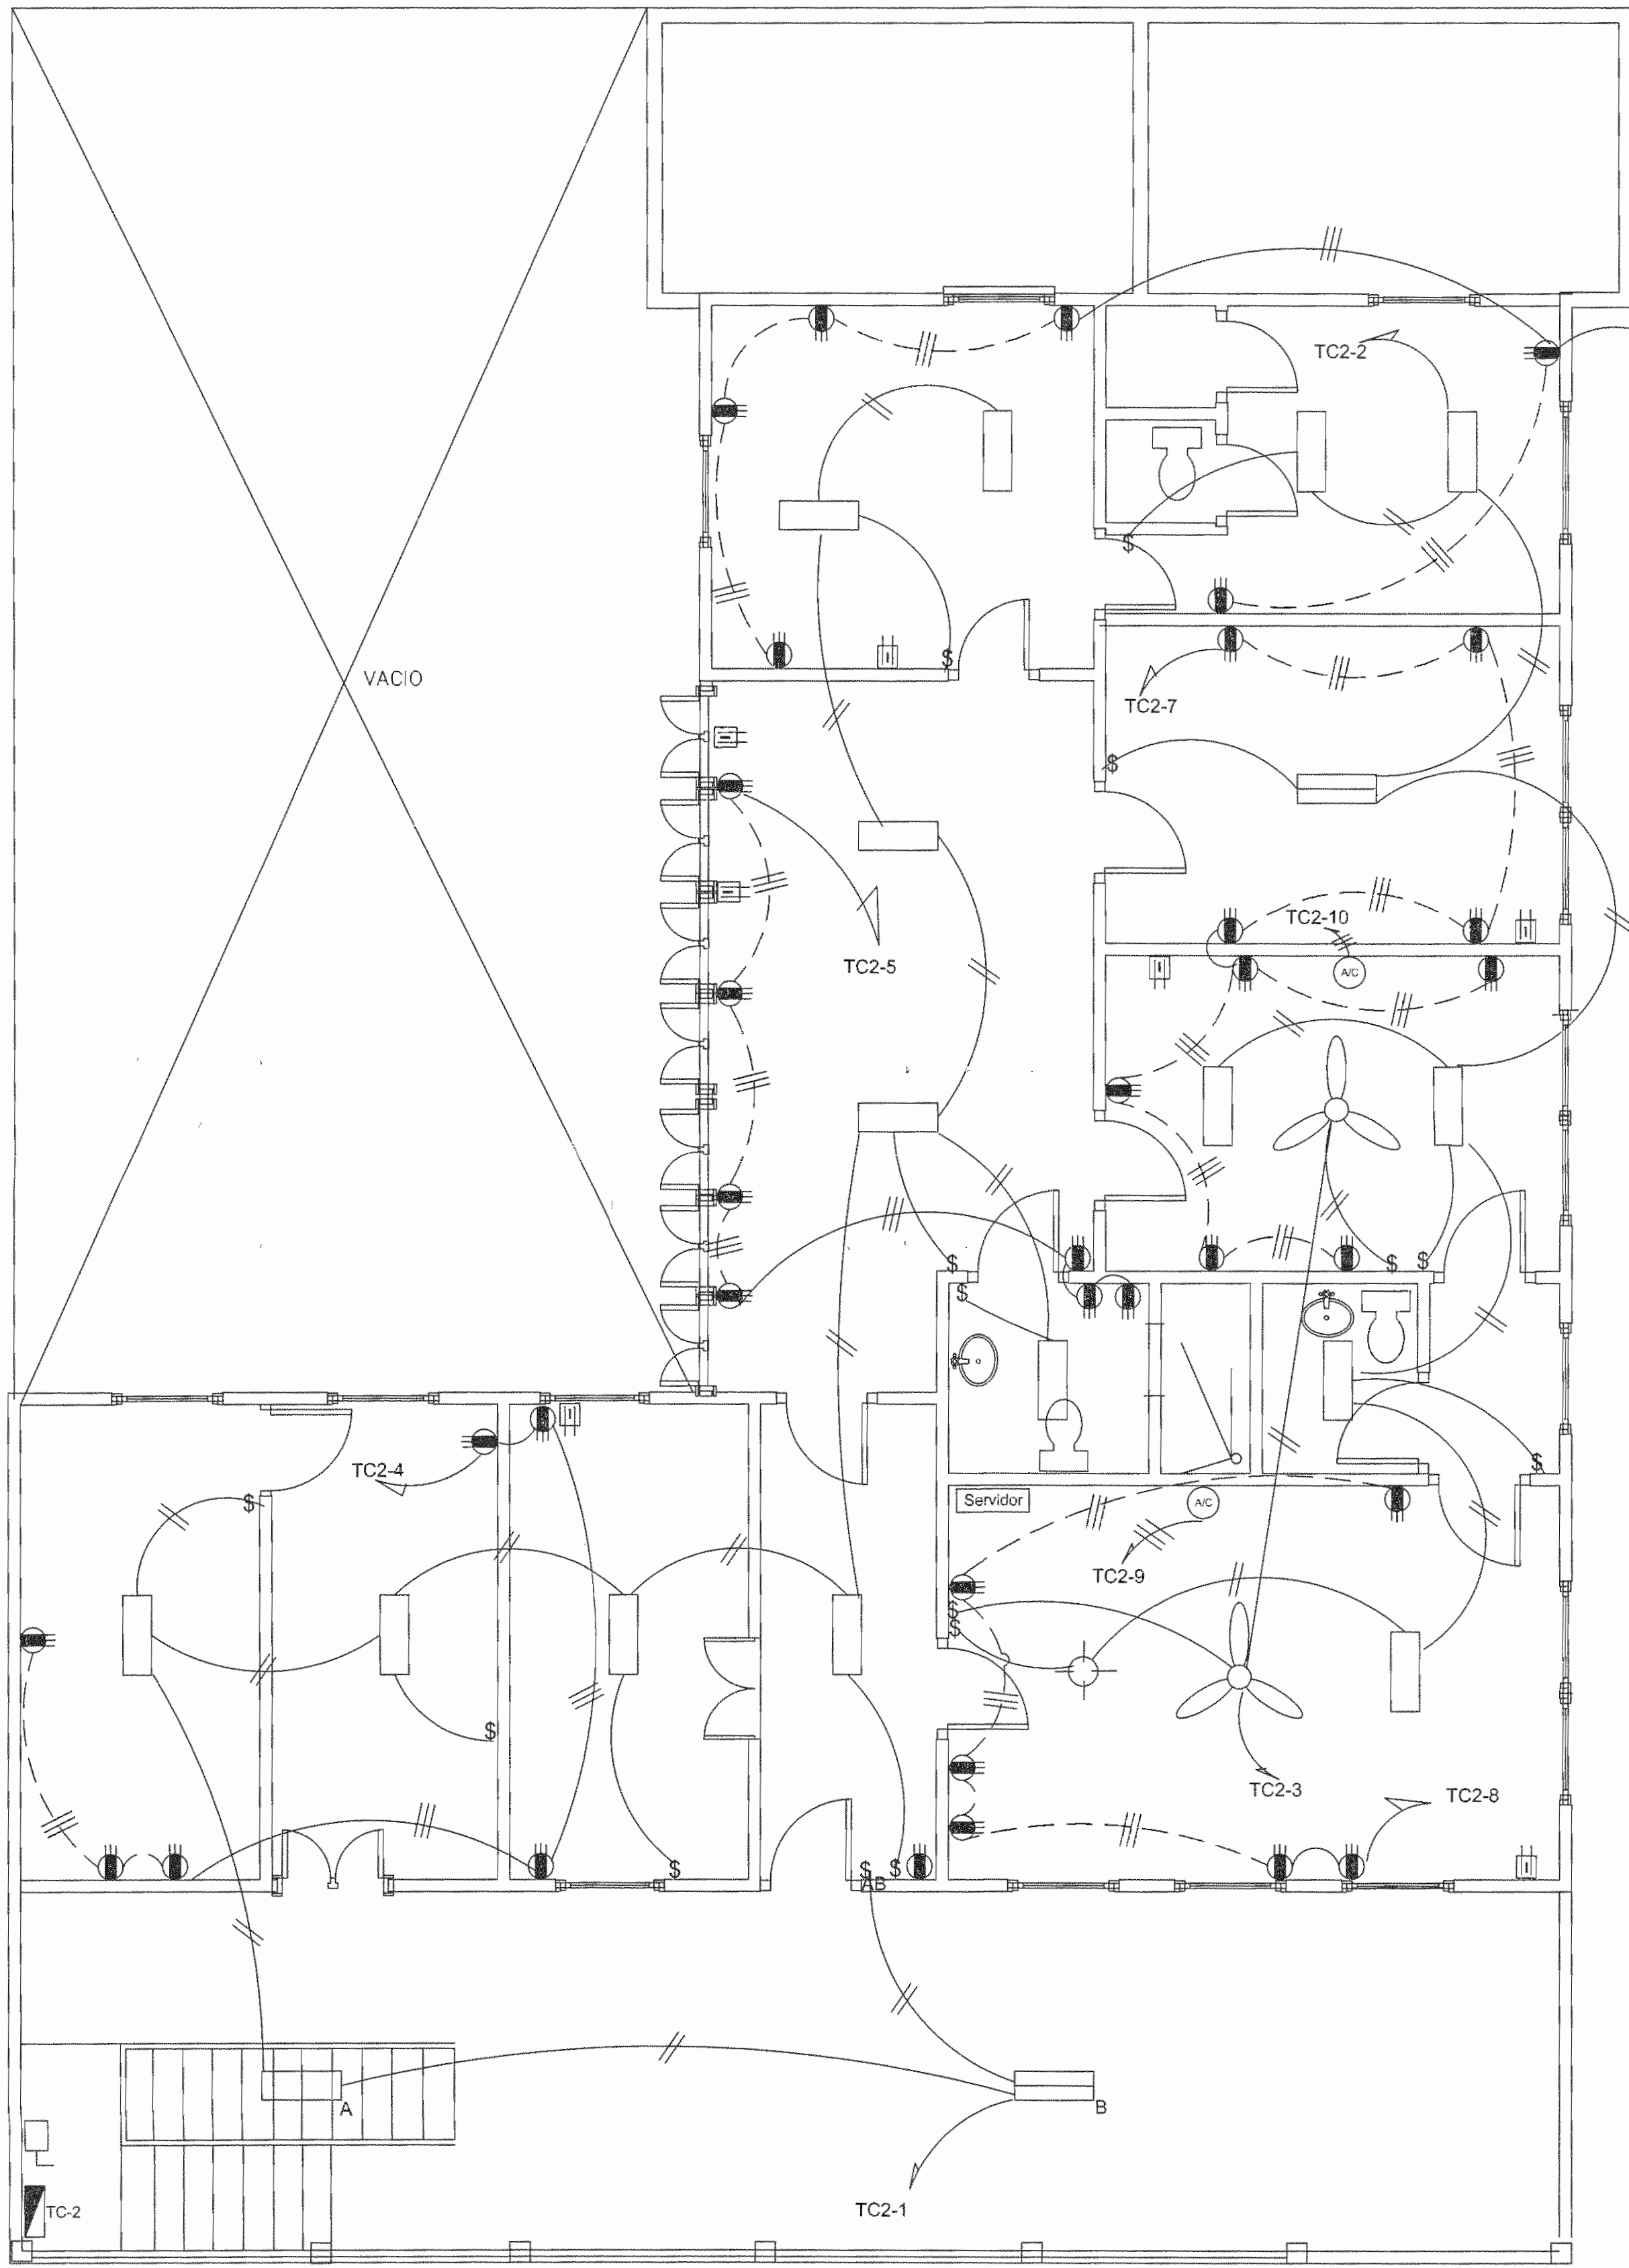 TC2-2
VACIO
$
$
TC2-7
$
TC2-10
A/C
TC2-5
$
$
$
$
TC2-4
$
Servidor
A/C
$
TC2-9
$
$
$
TC2-3
TC2-8
$
$
$
AB
A
B
TC2-1
TC-2